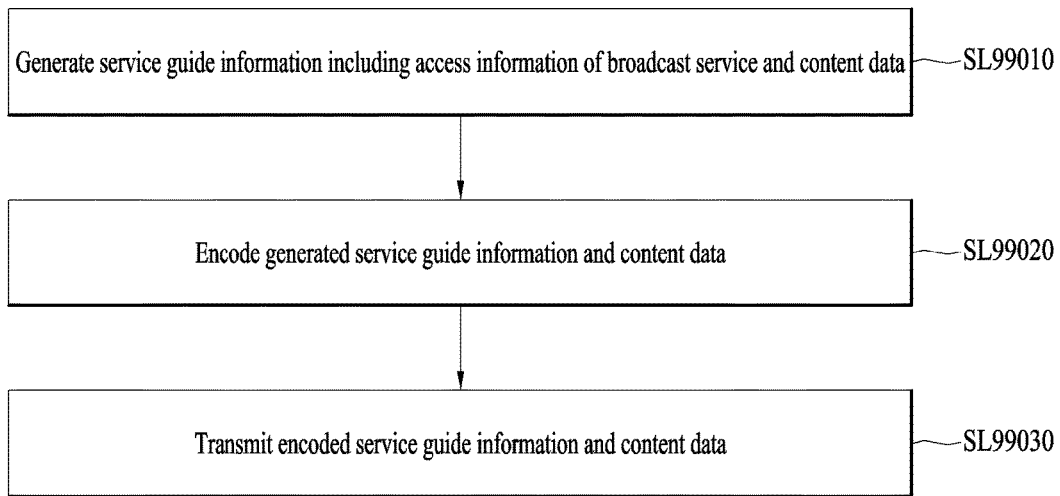 Generate service guide information including access information of broadcast service and content data
SL99010
Encode generated service guide information and content data
SL99020
Transmit encoded service guide information and content data
SL99030